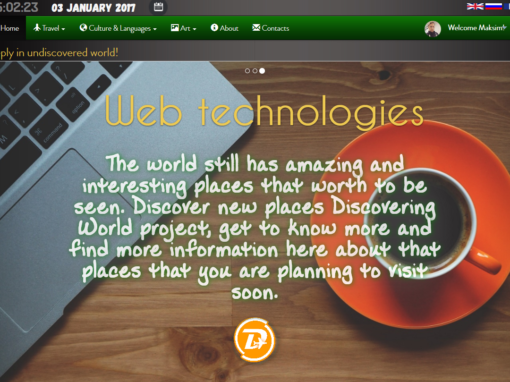 5:02:23 03 JANUARY 2017
Home Travel Culture & Languages Art About Contacts Welcome Maksim!
ply in undiscovered world!
Web technologies
The world still has amazing and
interesting places that worth to be
seen. Discover new places Discovering
World project, get to know more and
find more information here about that
places that you are planning to visit
soon.